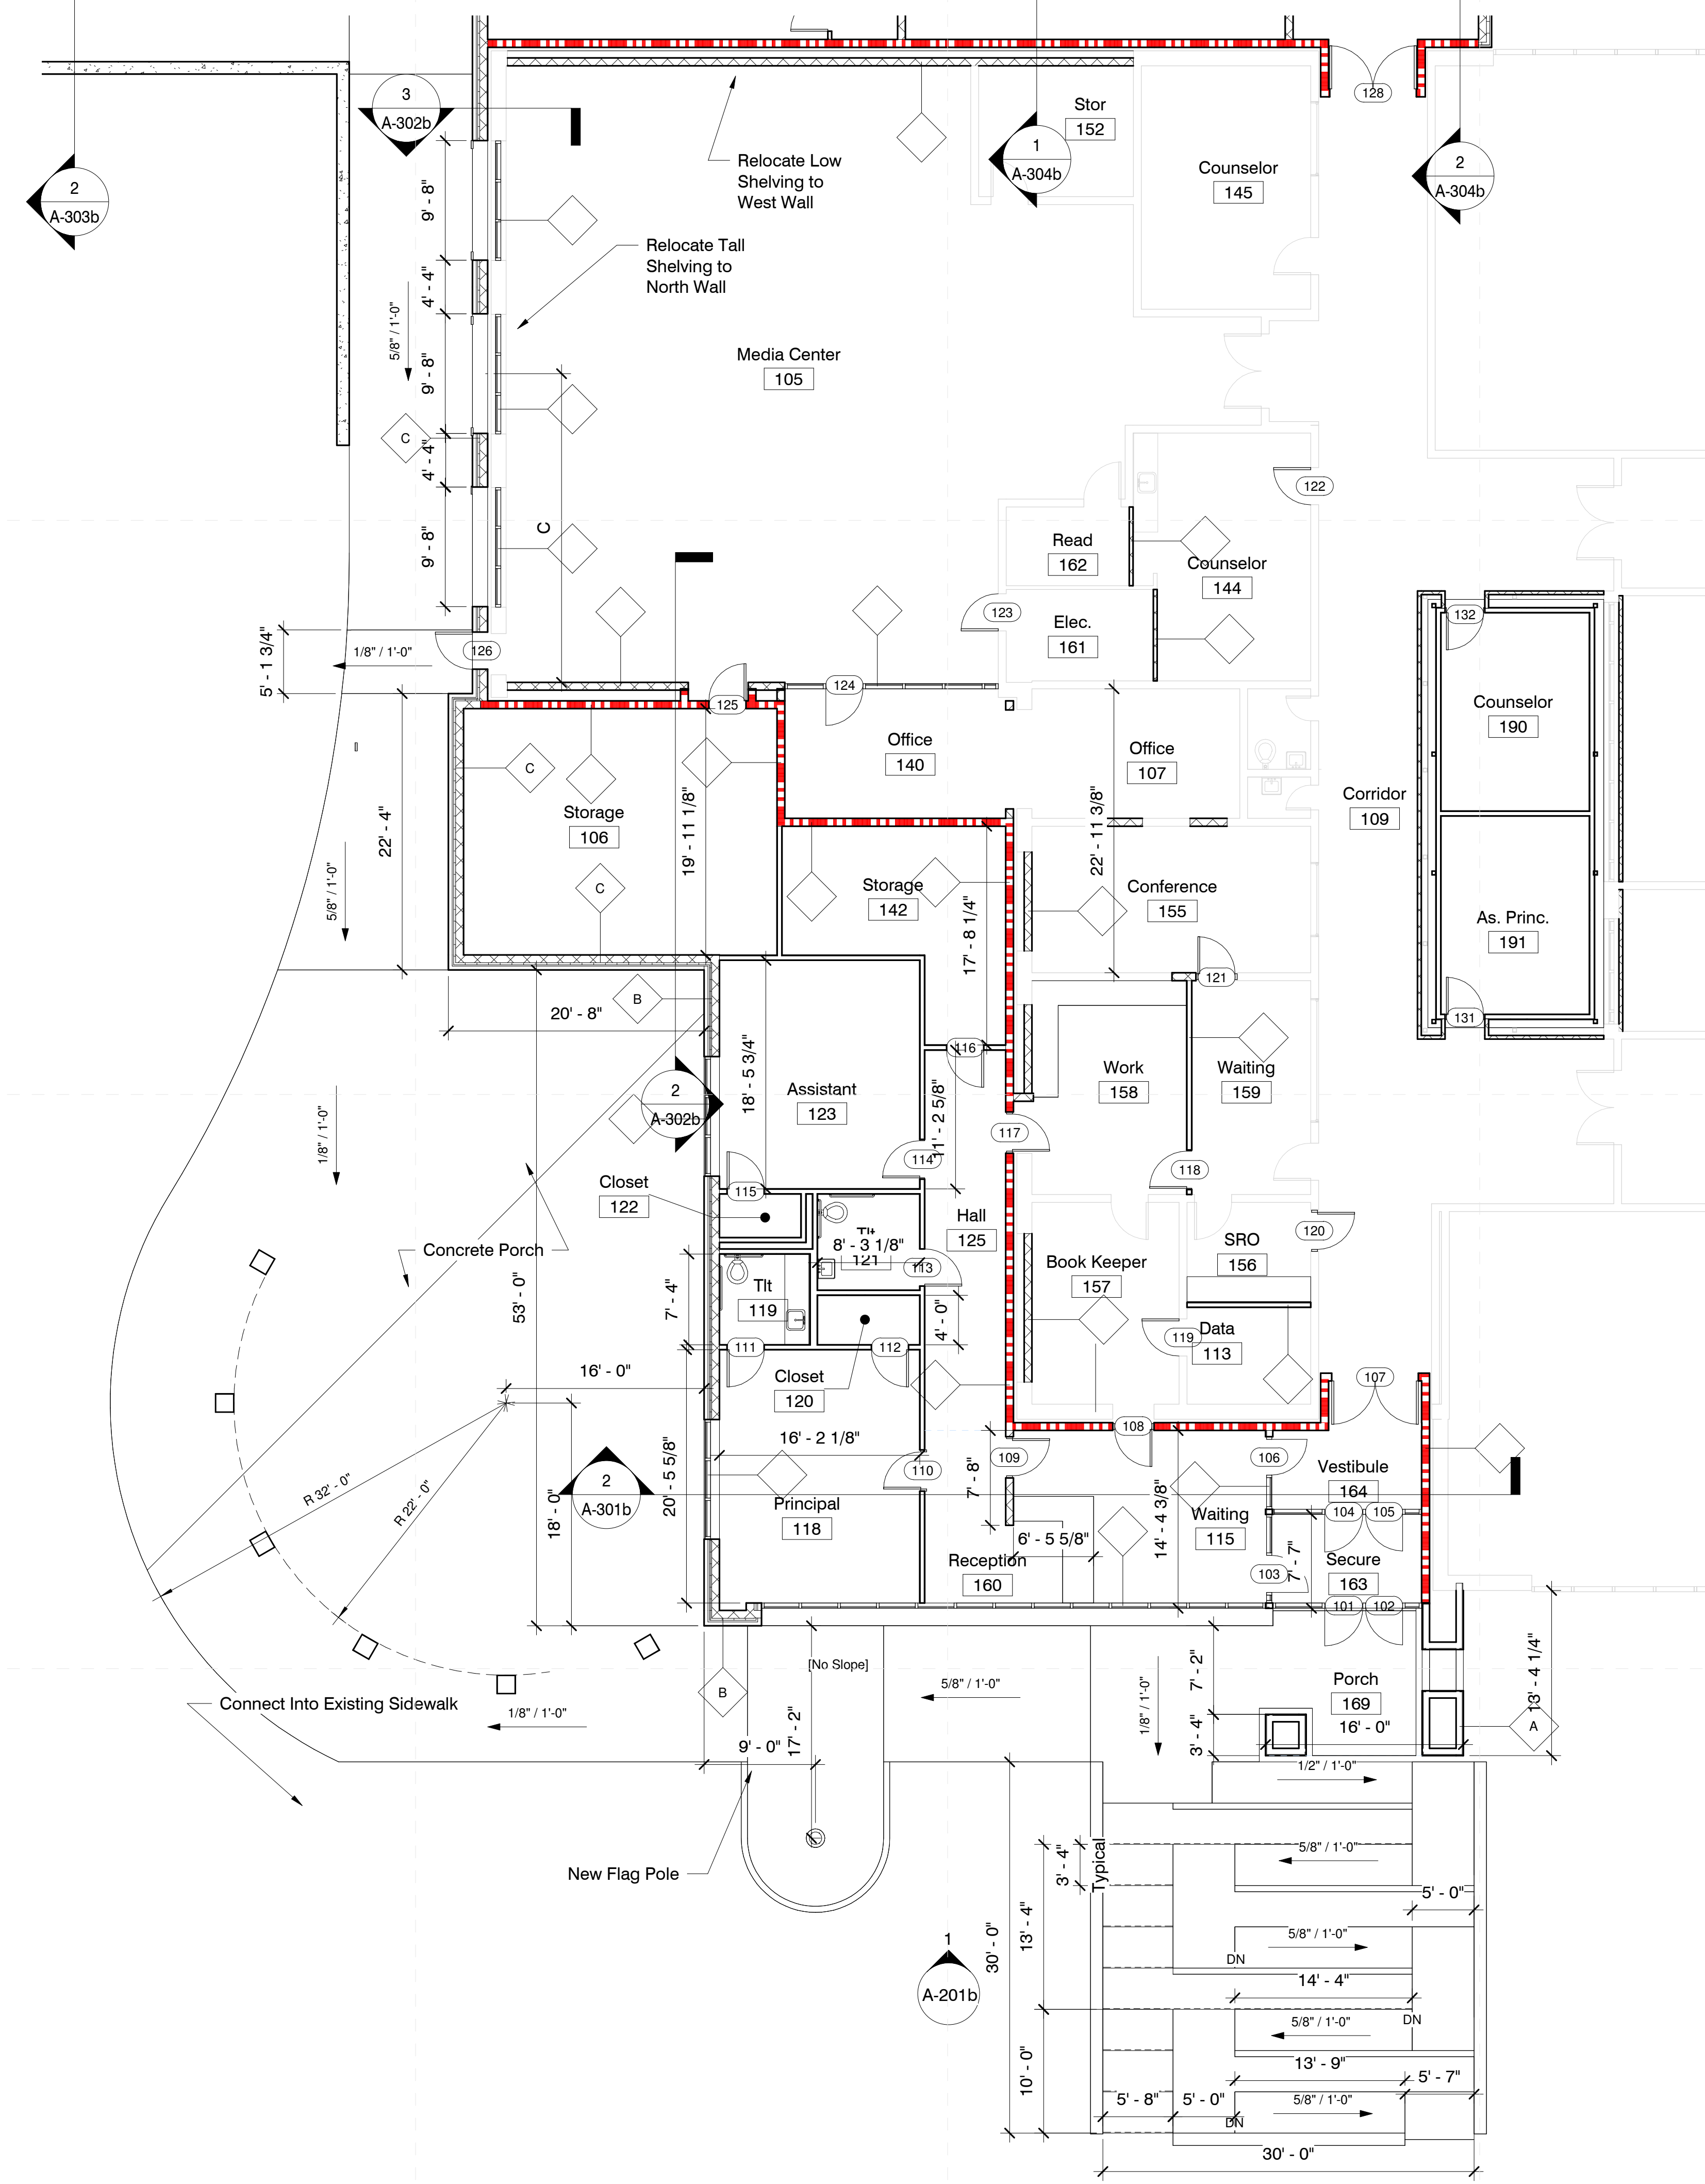 128
3
A-302b
Stor
152
1
A-304b
Relocate Low
Shelving to
West Wall
Counselor
145
2
A-304b
2
A-303b
9' - 8"
Relocate Tall
Shelving to
North Wall
4' - 4"
5/8" / 1'-0"
9' - 8"
Media Center
105
C
4' - 4"
122
C
9' - 8"
Read
162
Counselor
144
123
132
Elec.
161
5' - 1 3/4"
1/8" / 1'-0"
126
124
125
Counselor
190
Office
140
Office
107
C
Corridor
109
Storage
106
22' - 4"
19' - 11 1/8"
22' - 11 3/8"
5/8" / 1'-0"
C
Storage
142
Conference
155
As. Princ.
191
17' - 8 1/4"
121
B
20' - 8"
131
116
18' - 5 3/4"
Work
158
Waiting
159
2
A-302b
Assistant
123
11' - 2 5/8"
117
1/8" / 1'-0"
114
118
Closet
122
115
Hall
125
120
Tlt
121
8' - 3 1/8"
SRO
156
Concrete Porch
113
Book Keeper
157
Tlt
119
7' - 4"
53' - 0"
4' - 0"
119
Data
113
111
112
16' - 0"
Closet
120
107
108
16' - 2 1/8"
109
106
110
Vestibule
164
2
A-301b
R 32' - 0"
R 22' - 0"
18' - 0"
20' - 5 5/8"
Principal
118
7' - 8"
14' - 4 3/8"
Waiting
115
104
105
6' - 5 5/8"
7' - 7"
Reception
160
103
Secure
163
101
102
[No Slope]
7' - 2"
Porch
169
13' - 4 1/4"
B
5/8" / 1'-0"
1/8" / 1'-0"
Connect Into Existing Sidewalk
1/8" / 1'-0"
17' - 2"
3' - 4"
16' - 0"
A
9' - 0"
1/2" / 1'-0"
New Flag Pole
3' - 4"
Typical
5/8" / 1'-0"
5' - 0"
13' - 4"
30' - 0"
5/8" / 1'-0"
DN
1
A-201b
14' - 4"
DN
5/8" / 1'-0"
13' - 9"
10' - 0"
5' - 7"
5' - 8"
5' - 0"
5/8" / 1'-0"
DN
30' - 0"